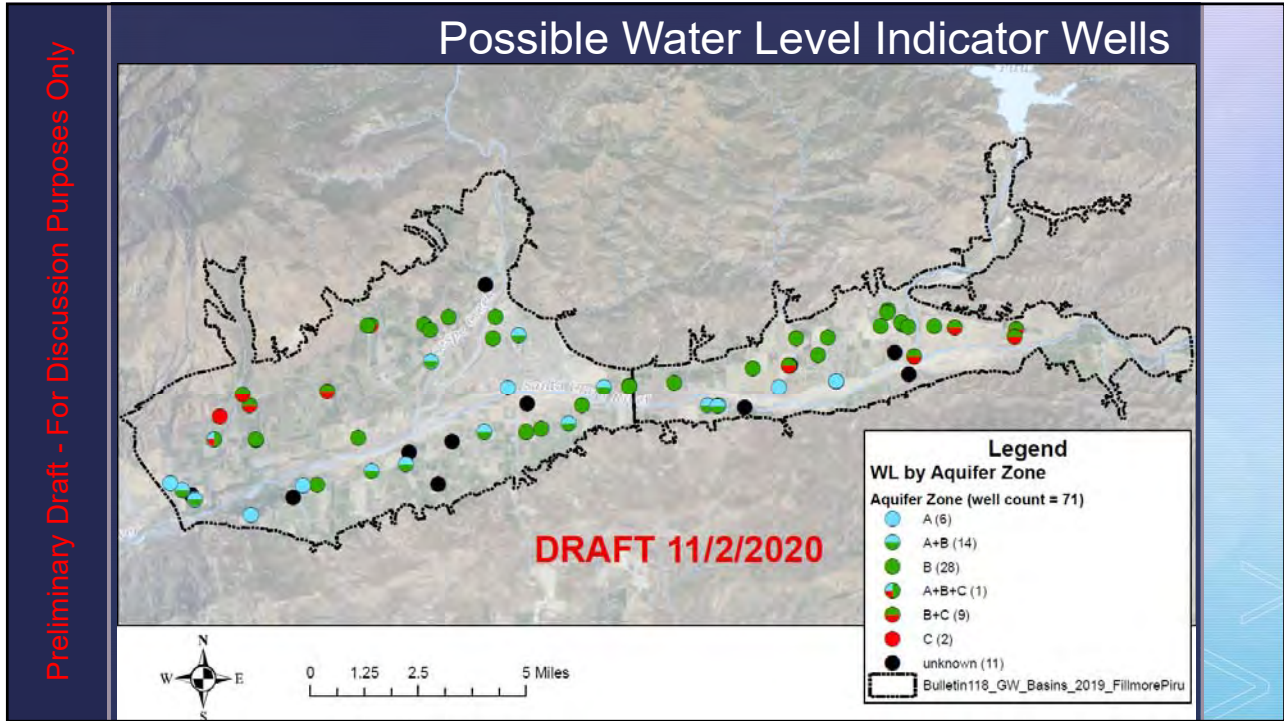 Possible Water Level Indicator Wells
Preliminary Draft - For Discussion Purposes Only
DRAFT 11/2/2020
Legend
WL by Aquifer Zone
Aquifer Zone (well count = 71)
A (6)
A+B (14)
B (28)
A+B+C (1)
B+C (9)
C (2)
unknown (11)
Bulletin118_GW_Basins_2019_FillmorePiru
N
W
E
S
0 1.25 2.5 5 Miles